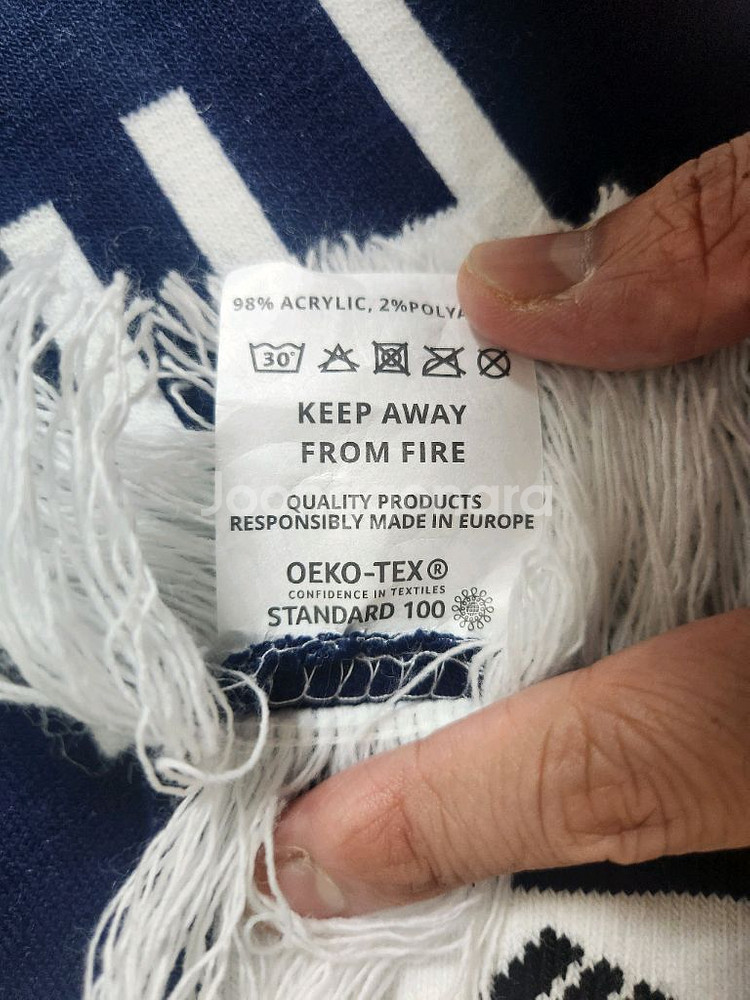 98% ACRYLIC, 2%POLYA
30°
KEEP AWAY
FROM FIRE
QUALITY PRODUCTS
RESPONSIBLY MADE IN EUROPE
OEKO-TEX®
CONFIDENCE IN TEXTILES
STANDARD 100